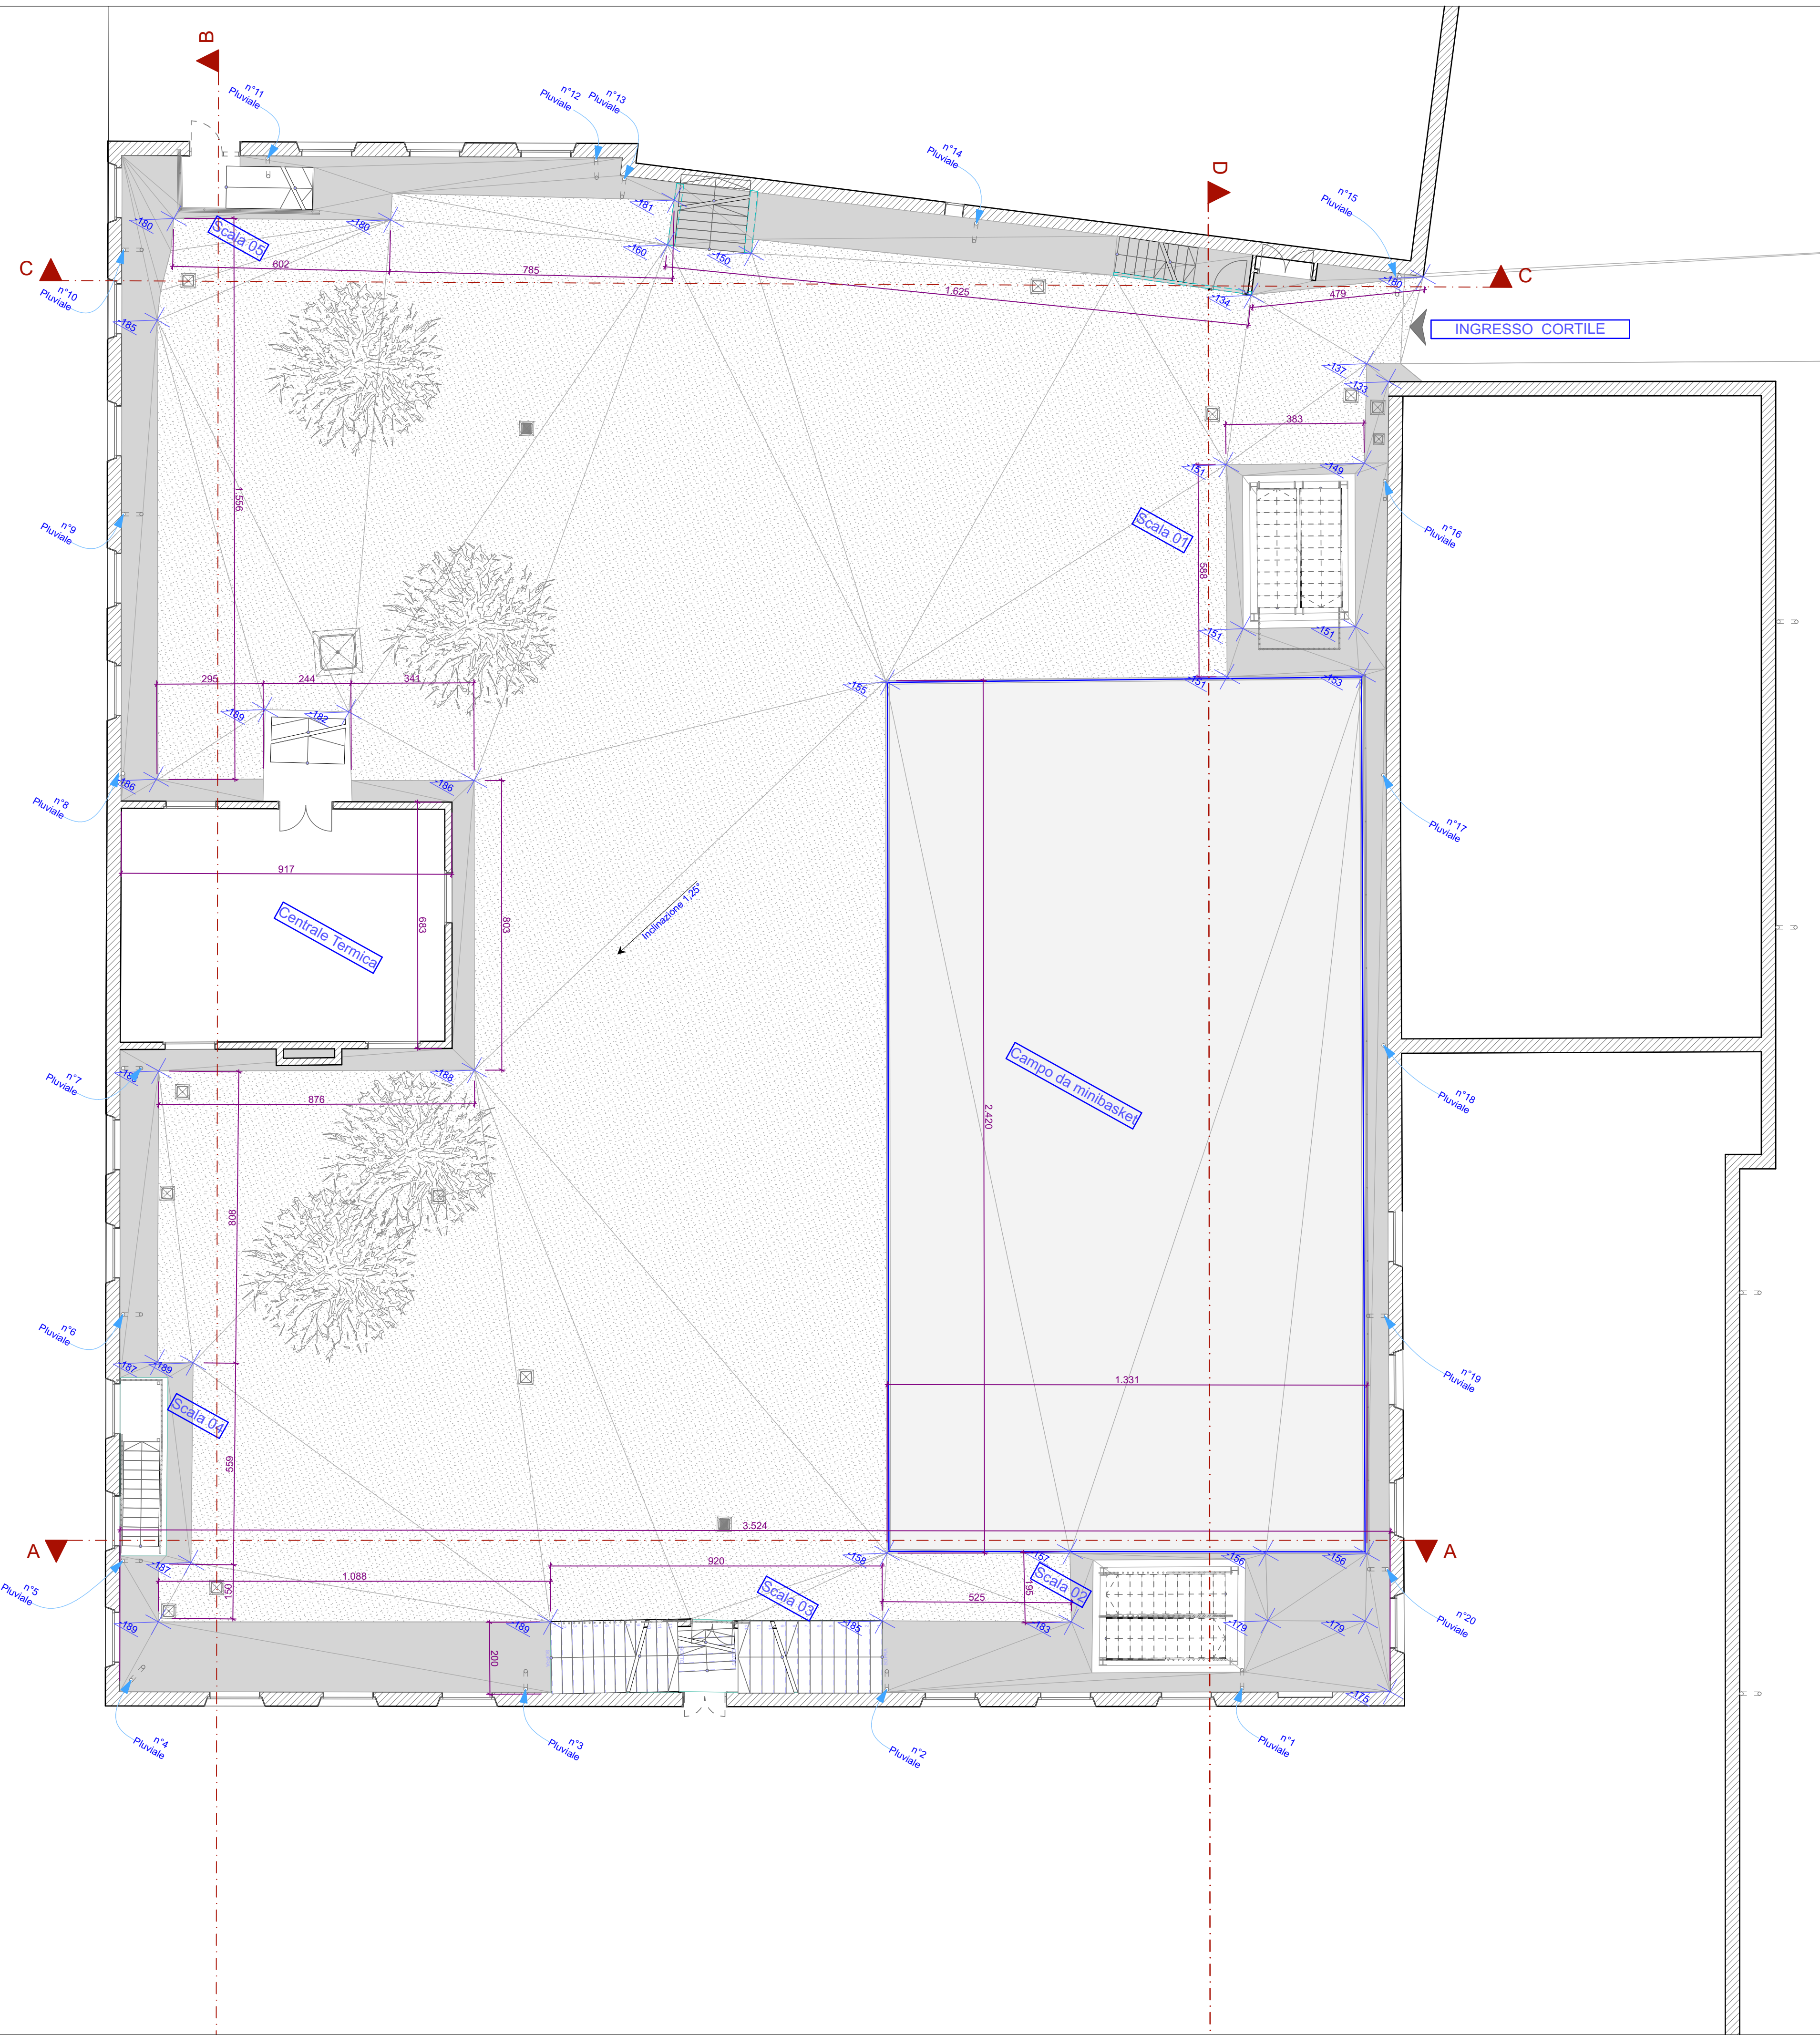 B
n°11
Pluviale
n°12
Pluviale
n°13
Pluviale
n°14
Pluviale
D
n°15
Pluviale
-180
-180
-181
Scala 05
-160
-150
C
602
785
1.625
-180
C
-134
479
n°10
Pluviale
-185
INGRESSO CORTILE
-137
-133
383
1.556
-151
-149
n°9
Pluviale
Scala 01
n°16
Pluviale
588
-151
-151
295
244
341
-155
-151
-153
-189
-182
-186
-186
n°8
Pluviale
n°17
Pluviale
917
683
803
Inclinazione 1,25°
Centrale Termica
Campo da minibasket
n°7
Pluviale
-188
876
2.420
n°18
Pluviale
808
n°6
Pluviale
-187
-189
1.331
n°19
Pluviale
Scala 04
559
3.524
A
A
-187
-158
-157
-156
-156
n°5
Pluviale
920
1.088
150
Scala 03
525
195
Scala 02
n°20
Pluviale
-189
-189
-185
-183
-179
-179
200
-175
n°4
Pluviale
n°3
Pluviale
n°2
Pluviale
n°1
Pluviale